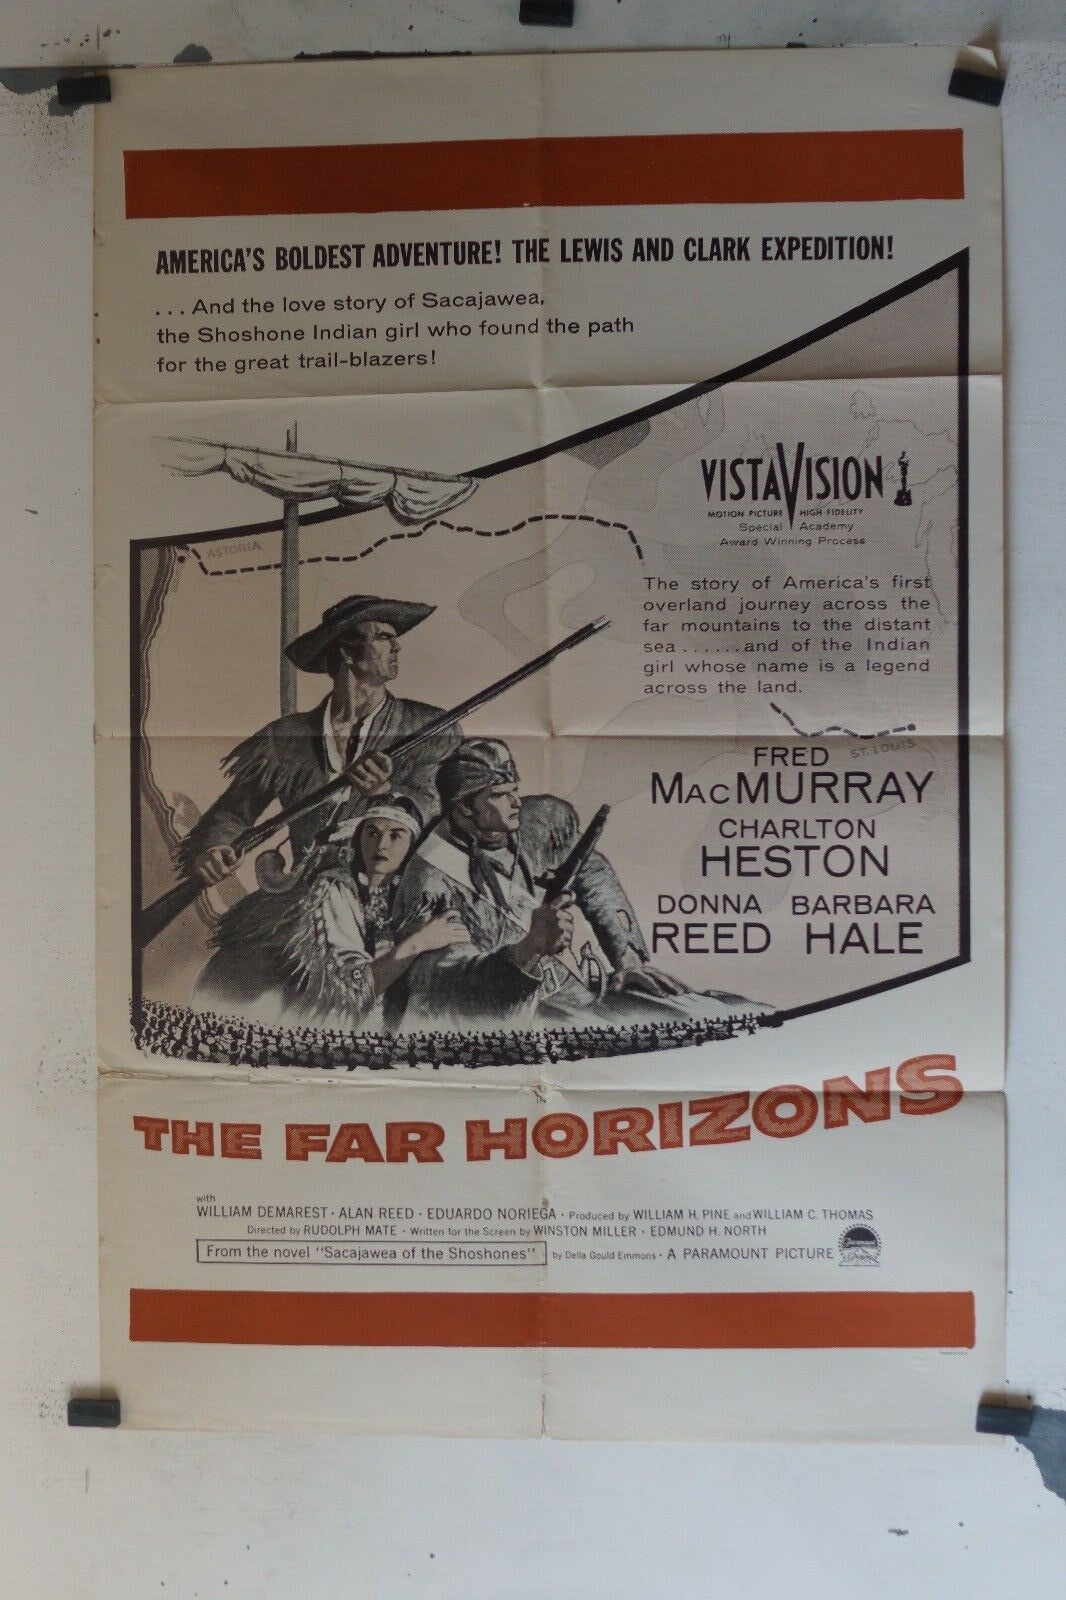 AMERICA'S BOLDEST ADVENTURE! THE LEWIS AND CLARK EXPEDITION!
...And the love story of Sacajawea,
the Shoshone Indian girl who found the path
for the great trail-blazers!
VISTAVISION
MOTION PICTURE HIGH FIDELITY
Special Academy
Award Winning Process
ASTORIA
The story of America's first
overland journey across the
far mountains to the distant
sea......and of the Indian
girl whose name is a legend
across the land.
ST. LOUIS
FRED
MacMURRAY
CHARLTON
HESTON
DONNA BARBARA
REED HALE
THE FAR HORIZONS
with
WILLIAM DEMAREST · ALAN REED · EDUARDO NORIEGA · Produced by WILLIAM H. PINE and WILLIAM C. THOMAS
Directed by RUDOLPH MATE · Written for the Screen by WINSTON MILLER · EDMUND H. NORTH
From the novel "Sacajawea of the Shoshones" by Della Gould Emmons · A PARAMOUNT PICTURE
Paramount